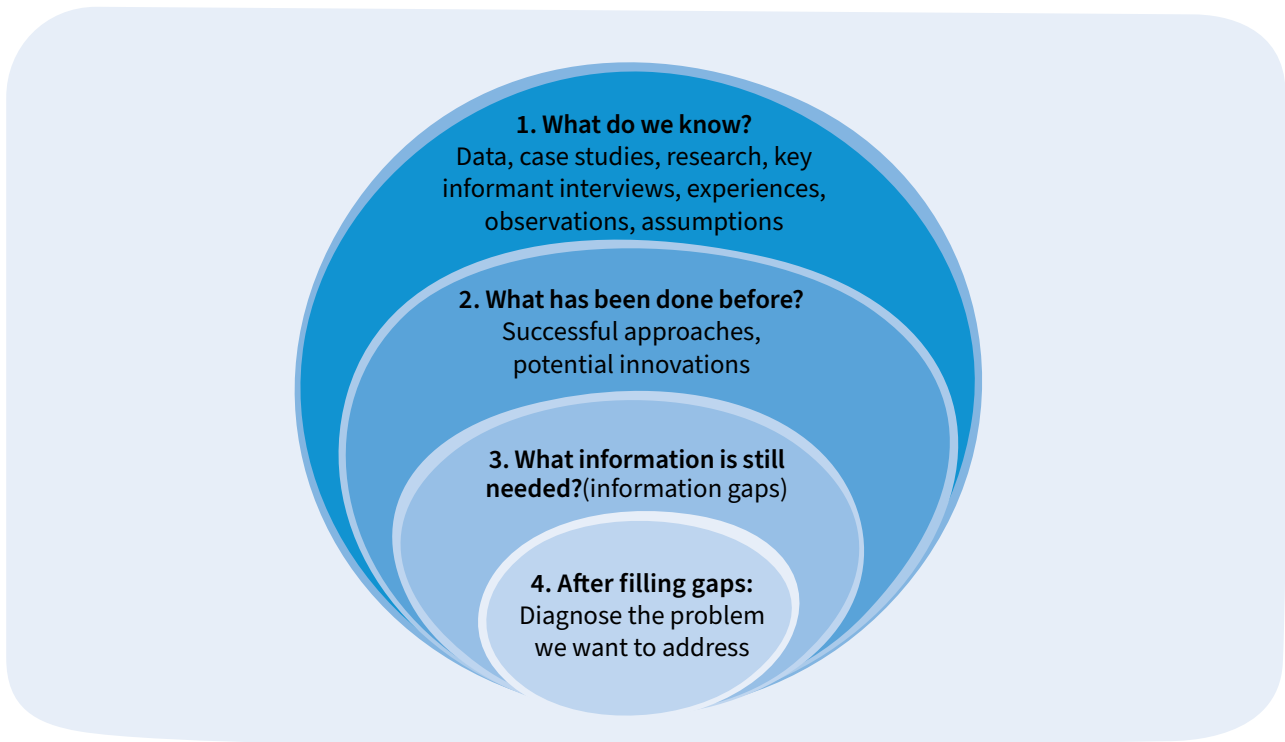 1. What do we know?
Data, case studies, research, key
informant interviews, experiences,
observations, assumptions
2. What has been done before?
Successful approaches,
potential innovations
3. What information is still
needed?(information gaps)
4. After filling gaps:
Diagnose the problem
we want to address